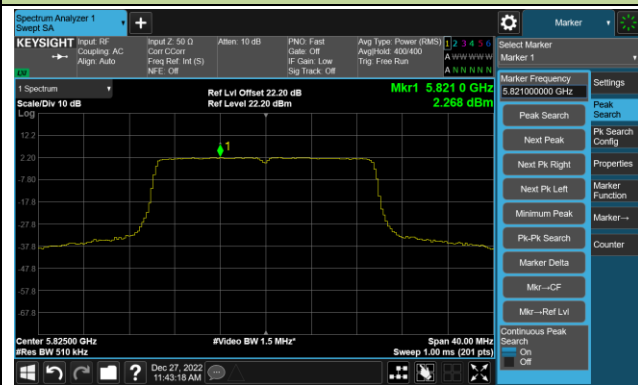 Spectrum Analyzer 1
Swept SA
Marker
KEYSIGHT
Input: RF
Coupling: AC
Align: Auto
Input Z: 50 Ω
Corr CCorr
Freq Ref: Int (S)
NFE: Off
Atten: 10 dB
PNO: Fast
Gate: Off
IF Gain: Low
Sig Track: Off
Avg Type: Power (RMS)
Avg|Hold: 400/400
Trig: Free Run
1 2 3 4 5 6
A W W W W W
A N N N N N
LXI
Select Marker
Marker 1
1 Spectrum
Scale/Div 10 dB
Log
Ref Lvl Offset 22.20 dB
Ref Level 22.20 dBm
Mkr1 5.821 0 GHz
2.268 dBm
1
12.2
2.20
-7.80
-17.8
-27.8
-37.8
-47.8
-57.8
-67.8
Center 5.82500 GHz
#Res BW 510 kHz
#Video BW 1.5 MHz*
Span 40.00 MHz
Sweep 1.00 ms (201 pts)
Marker Frequency
5.821000000 GHz
Peak Search
Next Peak
Next Pk Right
Next Pk Left
Minimum Peak
Pk-Pk Search
Marker Delta
Mkr→CF
Mkr→Ref Lvl
Continuous Peak
Search
On
Off
Settings
Peak
Search
Pk Search
Config
Properties
Marker
Function
Marker→
Counter
Dec 27, 2022
11:43:18 AM